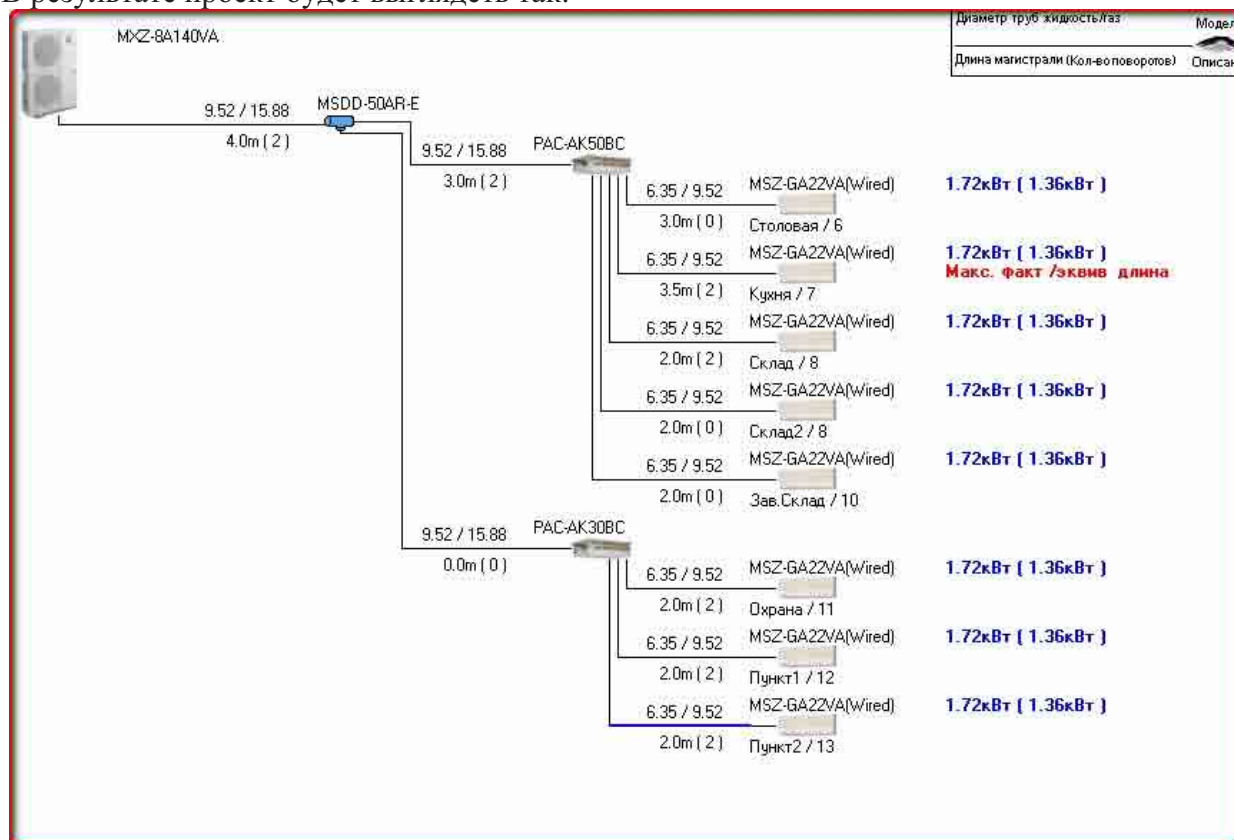 В результате проект будет выглядеть так:
MXZ-8A140VA
Диаметр труб жидкость/газ
Длина магистрали (Кол-во поворотов)
9.52 / 15.88
4.0m ( 2 )
MSDD-50AR-E
9.52 / 15.88
3.0m ( 2 )
PAC-AK50BC
6.35 / 9.52
3.0m ( 0 )
MSZ-GA22VA(Wired)
Столовая / 6
1.72кВт ( 1.36кВт )
6.35 / 9.52
3.5m ( 2 )
MSZ-GA22VA(Wired)
Кухня / 7
1.72кВт ( 1.36кВт )
Макс. факт /эквив длина
6.35 / 9.52
2.0m ( 2 )
MSZ-GA22VA(Wired)
Склад / 8
1.72кВт ( 1.36кВт )
6.35 / 9.52
2.0m ( 0 )
MSZ-GA22VA(Wired)
Склад2 / 8
1.72кВт ( 1.36кВт )
6.35 / 9.52
2.0m ( 0 )
MSZ-GA22VA(Wired)
Зав.Склад / 10
1.72кВт ( 1.36кВт )
9.52 / 15.88
0.0m ( 0 )
PAC-AK30BC
6.35 / 9.52
2.0m ( 2 )
MSZ-GA22VA(Wired)
Охрана / 11
1.72кВт ( 1.36кВт )
6.35 / 9.52
2.0m ( 2 )
MSZ-GA22VA(Wired)
Пункт1 / 12
1.72кВт ( 1.36кВт )
6.35 / 9.52
2.0m ( 2 )
MSZ-GA22VA(Wired)
Пункт2 / 13
1.72кВт ( 1.36кВт )